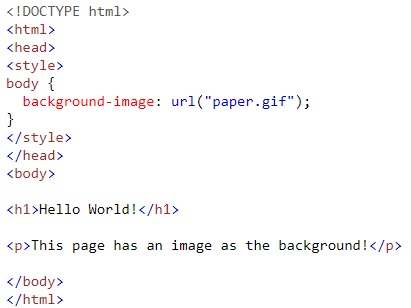 <!DOCTYPE html>
<html>
<head>
<style>
body {
  background-image: url("paper.gif");
}
</style>
</head>
<body>

<h1>Hello World!</h1>

<p>This page has an image as the background!</p>

</body>
</html>